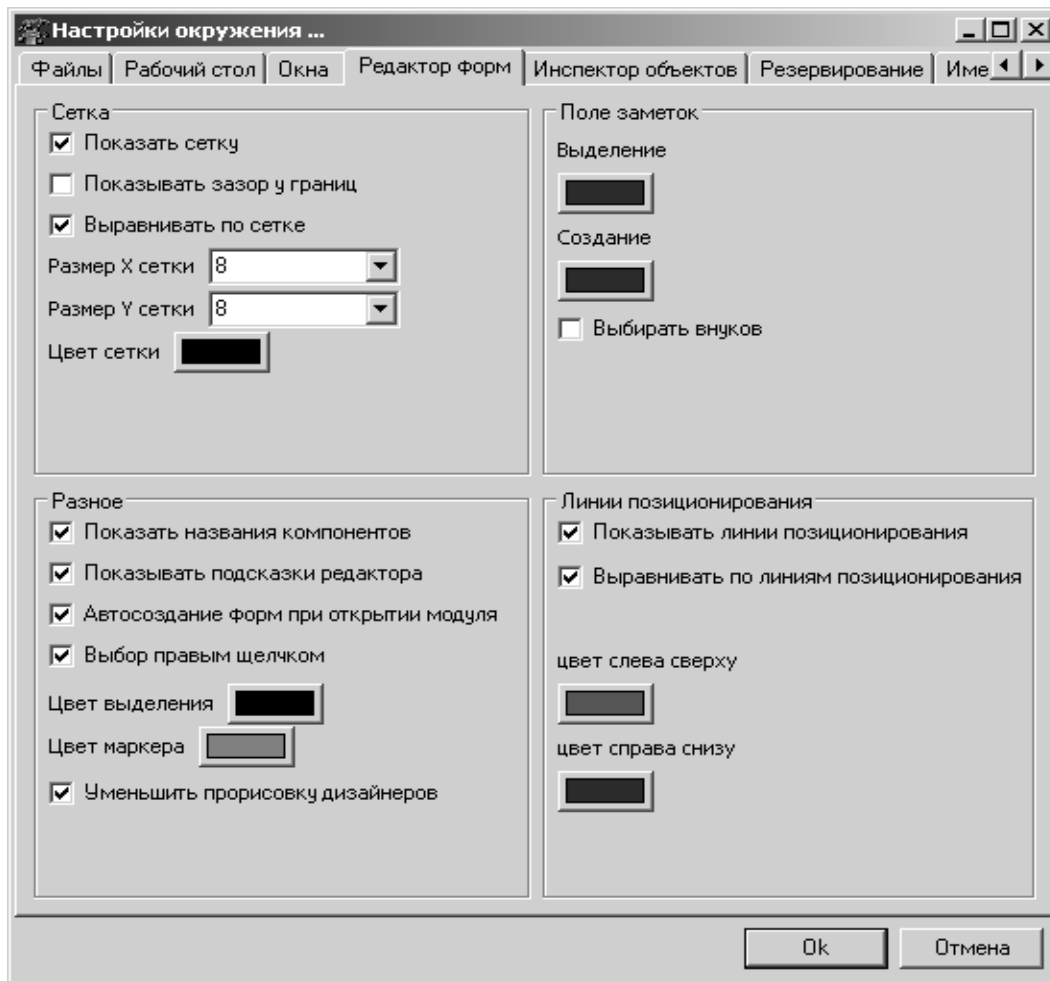 Настройки окружения ...
Файлы Рабочий стол Окна Редактор форм Инспектор объектов Резервирование Име
Сетка
Показать сетку
Показывать зазор у границ
Выравнивать по сетке
Размер X сетки 8
Размер Y сетки 8
Цвет сетки
Поле заметок
Выделение
Создание
Выбирать внуков
Разное
Показать названия компонентов
Показывать подсказки редактора
Автосоздание форм при открытии модуля
Выбор правым щелчком
Цвет выделения
Цвет маркера
Уменьшить прорисовку дизайнеров
Линии позиционирования
Показывать линии позиционирования
Выравнивать по линиям позиционирования
цвет слева сверху
цвет справа снизу
Ok Отмена